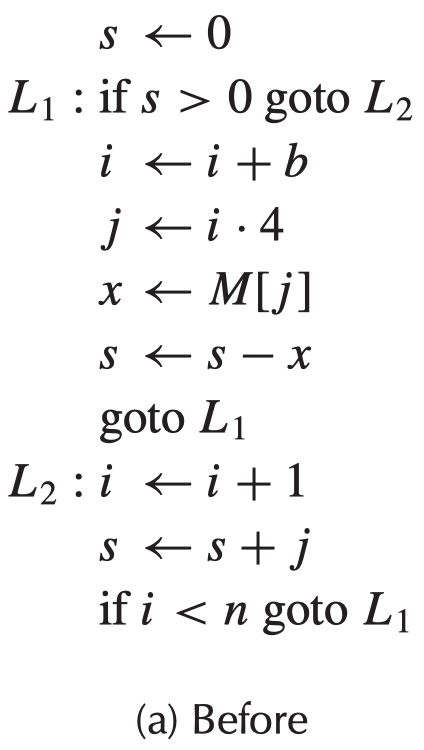 s ← 0
L₁ : if s > 0 goto L₂
i ← i + b
j ← i · 4
x ← M[j]
s ← s − x
goto L₁
L₂ : i ← i + 1
s ← s + j
if i < n goto L₁
(a) Before